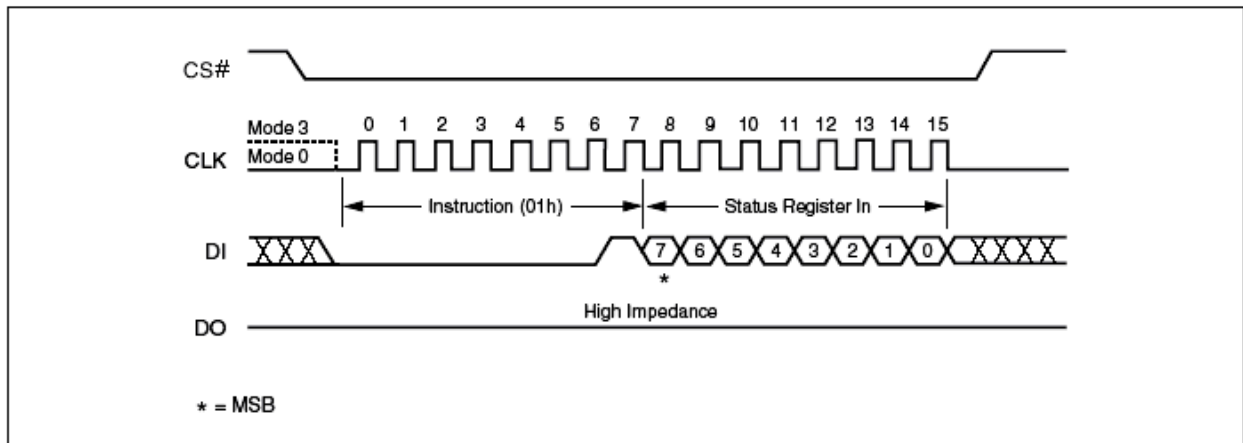 CS#
Mode 3
0 1 2 3 4 5 6 7 8 9 10 11 12 13 14 15
CLK
Mode 0
Instruction (01h)
Status Register In
DI
7 6 5 4 3 2 1 0
*
High Impedance
DO
* = MSB